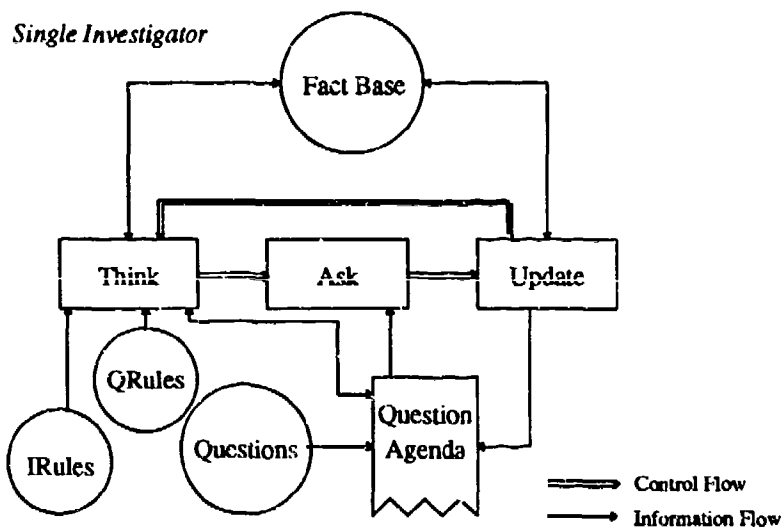 Single Investigator
Fact Base
Think
Ask
Update
QRules
Question
Agenda
Questions
IRules
Control Flow
Information Flow